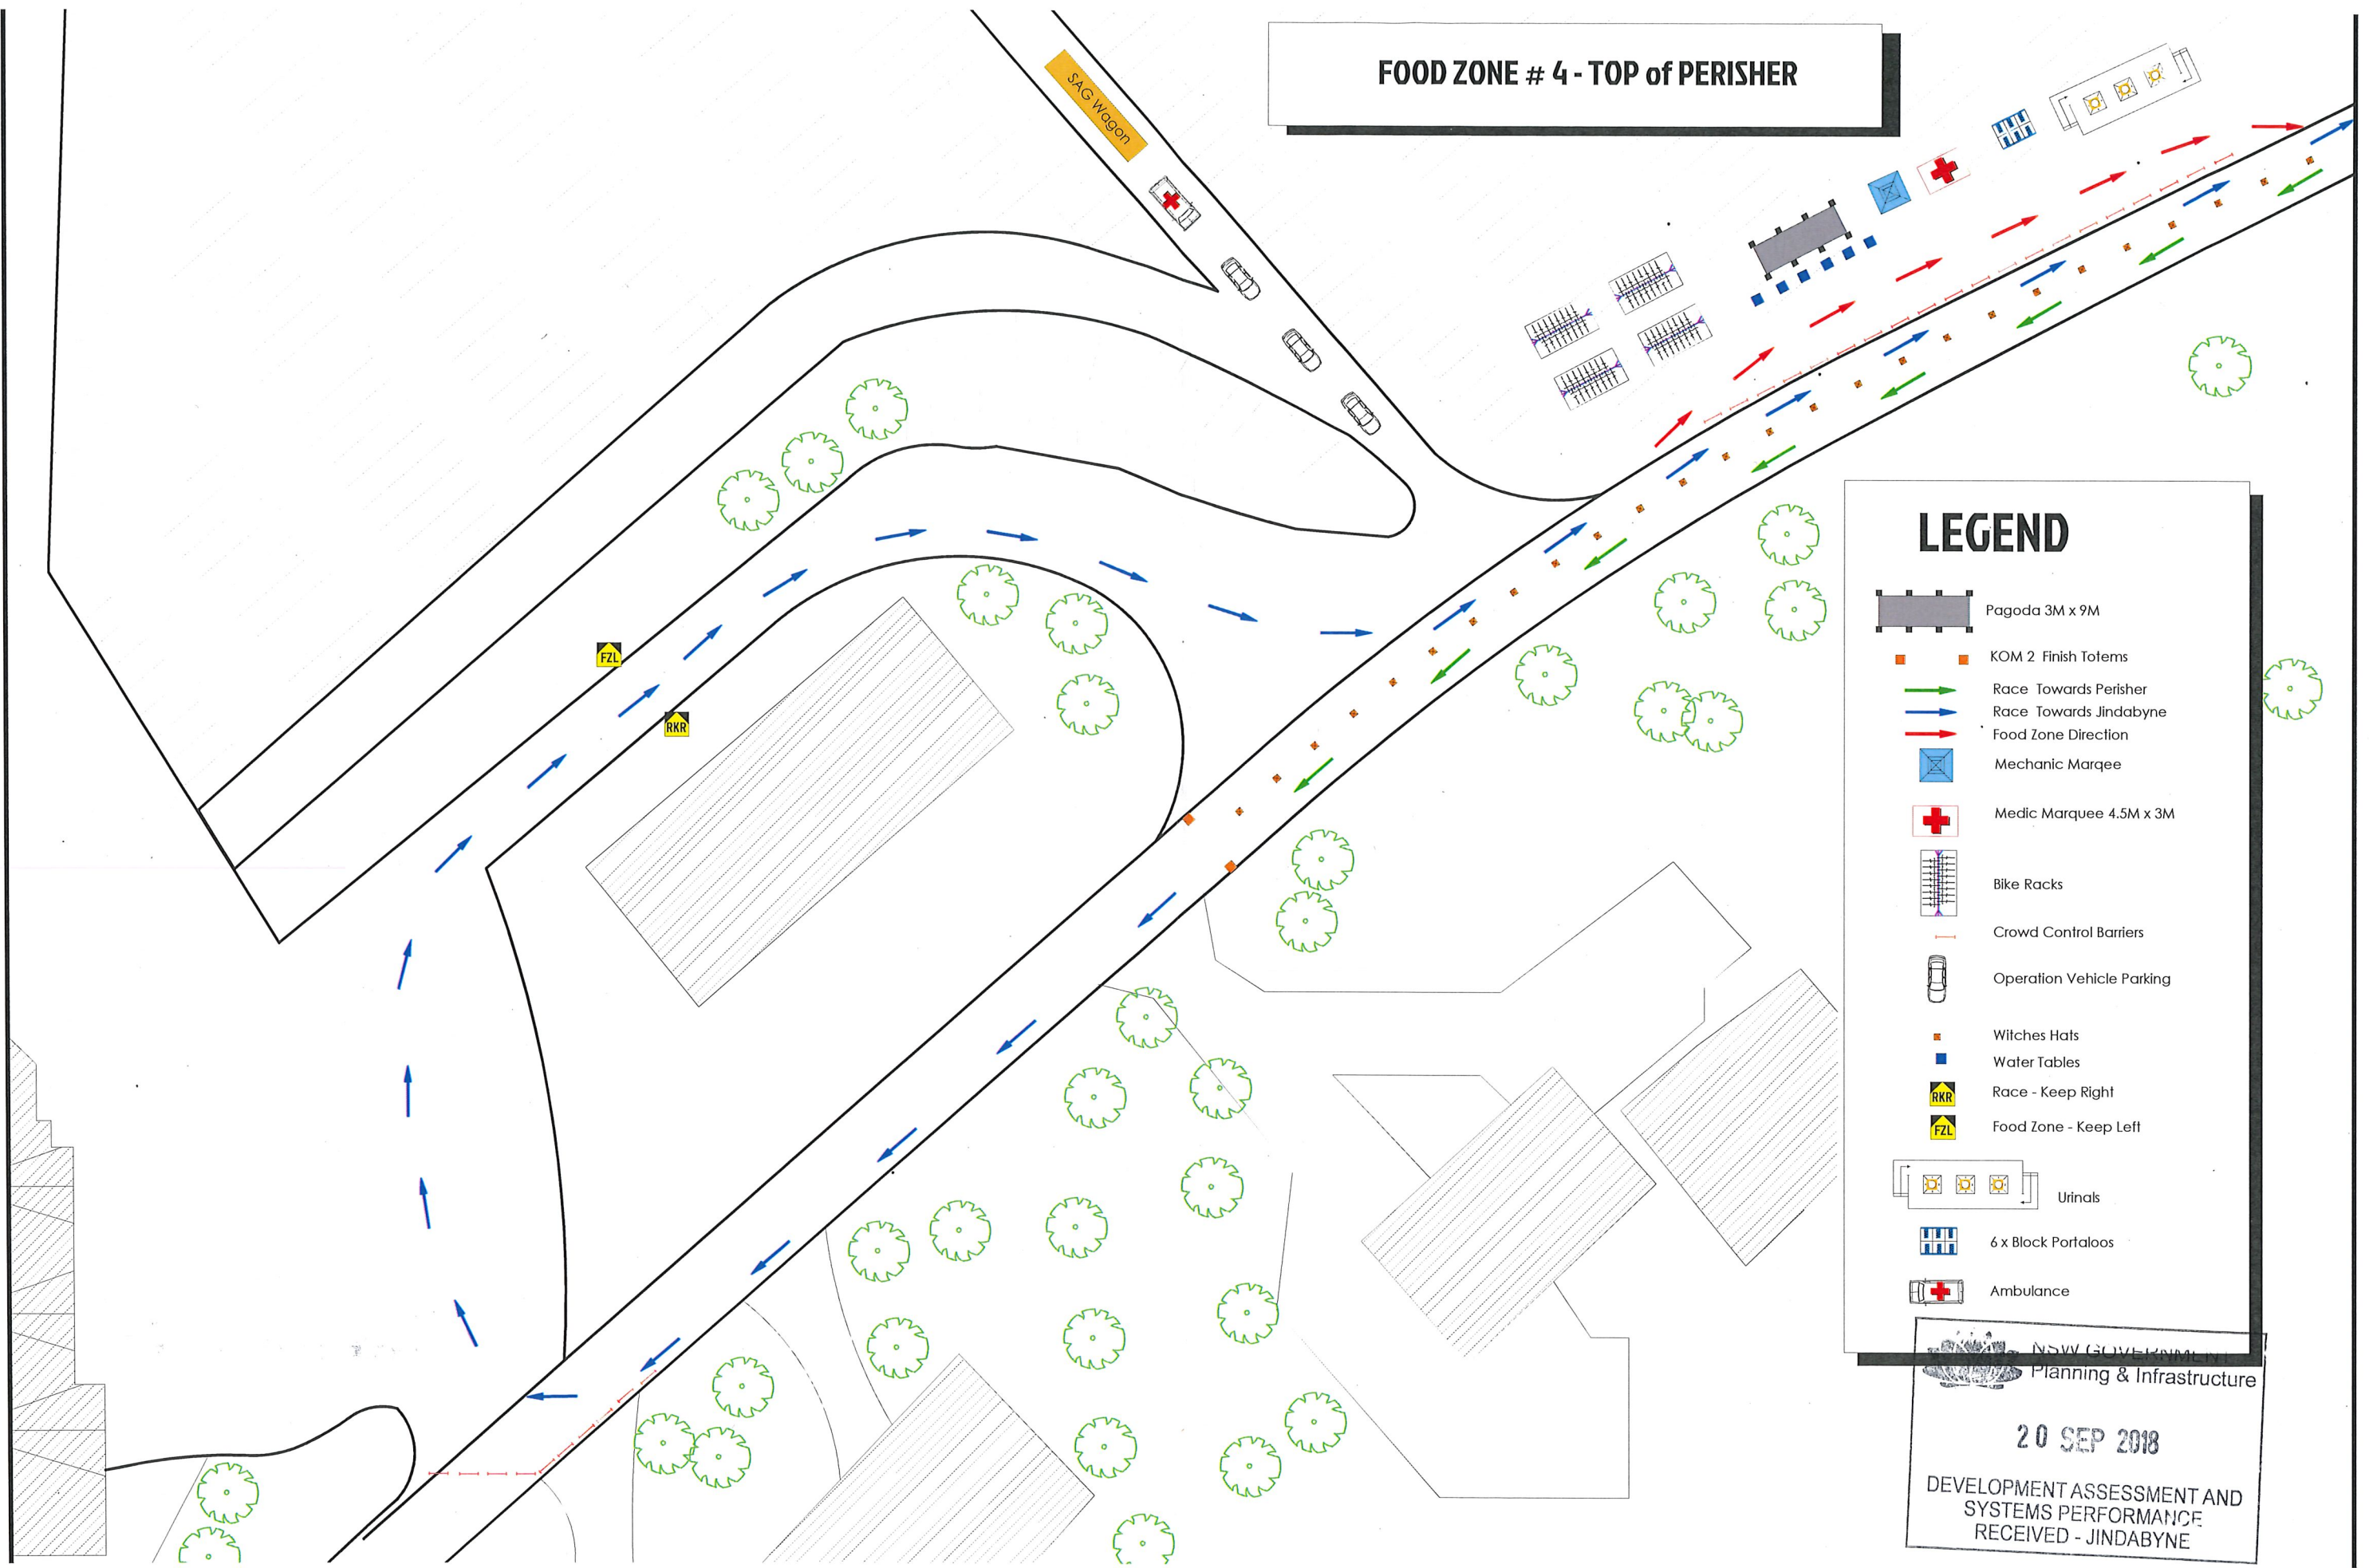 FOOD ZONE # 4 - TOP of PERISHER
SAG Wagon
FZL
RKR
LEGEND
Pagoda 3M x 9M
KOM 2 Finish Totems
Race Towards Perisher
Race Towards Jindabyne
Food Zone Direction
Mechanic Marqee
Medic Marquee 4.5M x 3M
Bike Racks
Crowd Control Barriers
Operation Vehicle Parking
Witches Hats
Water Tables
RKR Race - Keep Right
FZL Food Zone - Keep Left
Urinals
6 x Block Portaloos
Ambulance
NSW GOVERNMENT
Planning & Infrastructure
20 SEP 2018
DEVELOPMENT ASSESSMENT AND
SYSTEMS PERFORMANCE
RECEIVED - JINDABYNE